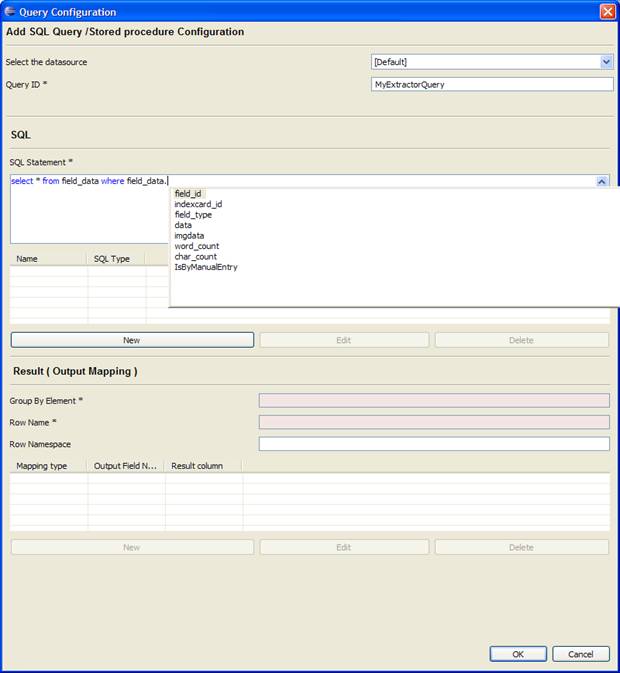 Query Configuration
Add SQL Query /Stored procedure Configuration
Select the datasource [Default]
Query ID * MyExtractorQuery
SQL
SQL Statement *
select * from field_data where field_data.
field_id
indexcard_id
field_type
data
imgdata
word_count
char_count
IsByManualEntry
Name SQL Type
New Edit Delete
Result ( Output Mapping )
Group By Element *
Row Name *
Row Namespace
Mapping type Output Field N... Result column
New Edit Delete
OK Cancel